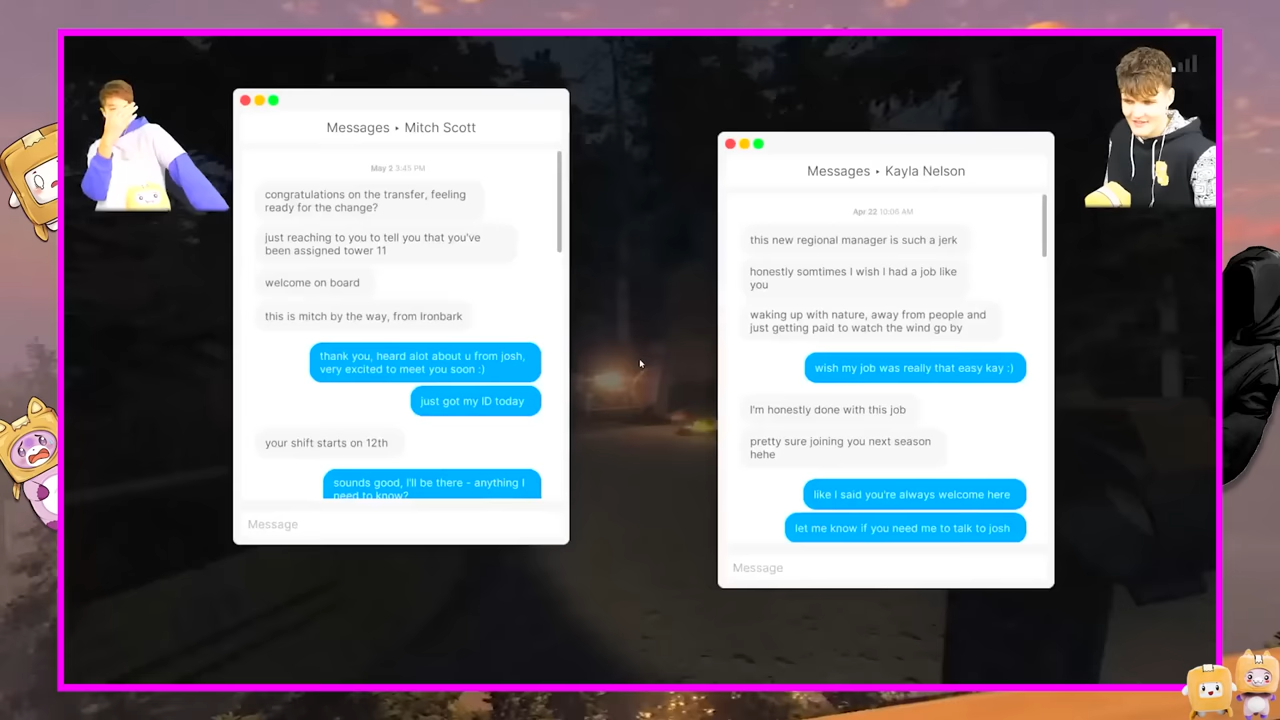 Messages ‣ Mitch Scott
May 2 3:45 PM
congratulations on the transfer, feeling
ready for the change?
just reaching to you to tell you that you've
been assigned tower 11
welcome on board
this is mitch by the way, from Ironbark
thank you, heard alot about u from josh,
very excited to meet you soon :)
just got my ID today
your shift starts on 12th
sounds good, I'll be there - anything I
need to know?
Message
Messages ‣ Kayla Nelson
Apr 22 10:06 AM
this new regional manager is such a jerk
honestly somtimes I wish I had a job like
you
waking up with nature, away from people and
just getting paid to watch the wind go by
wish my job was really that easy kay :)
I'm honestly done with this job
pretty sure joining you next season
hehe
like I said you're always welcome here
let me know if you need me to talk to josh
Message